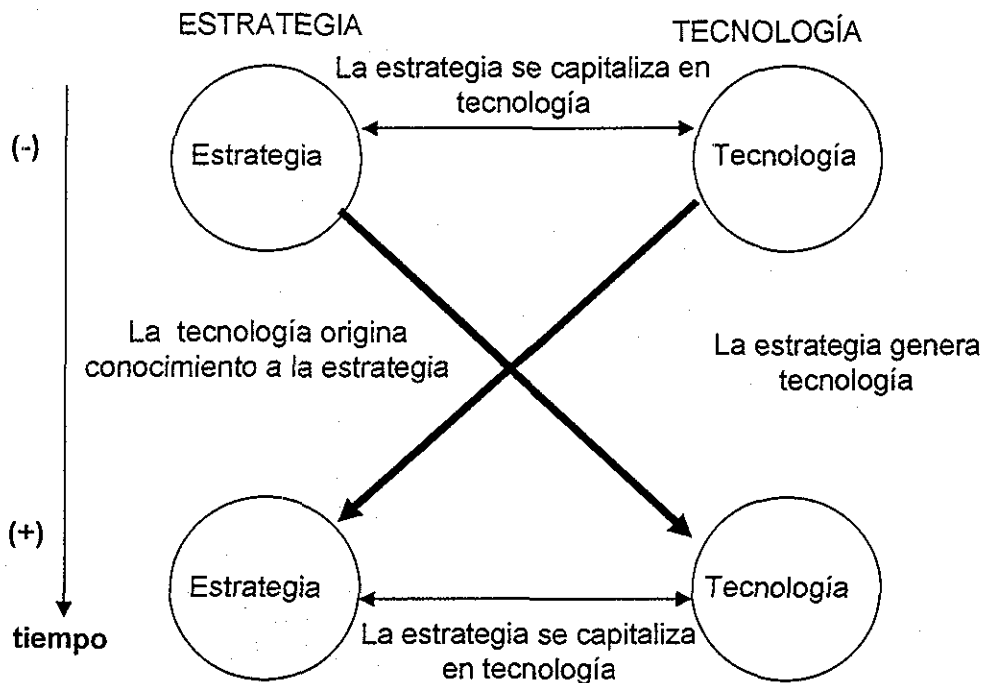 ESTRATEGIA
TECNOLOGÍA
La estrategia se capitaliza en
tecnología
(-)
Estrategia
Tecnología
La tecnología origina
conocimiento a la estrategia
La estrategia genera
tecnología
(+)
Estrategia
Tecnología
tiempo
La estrategia se capitaliza
en tecnología